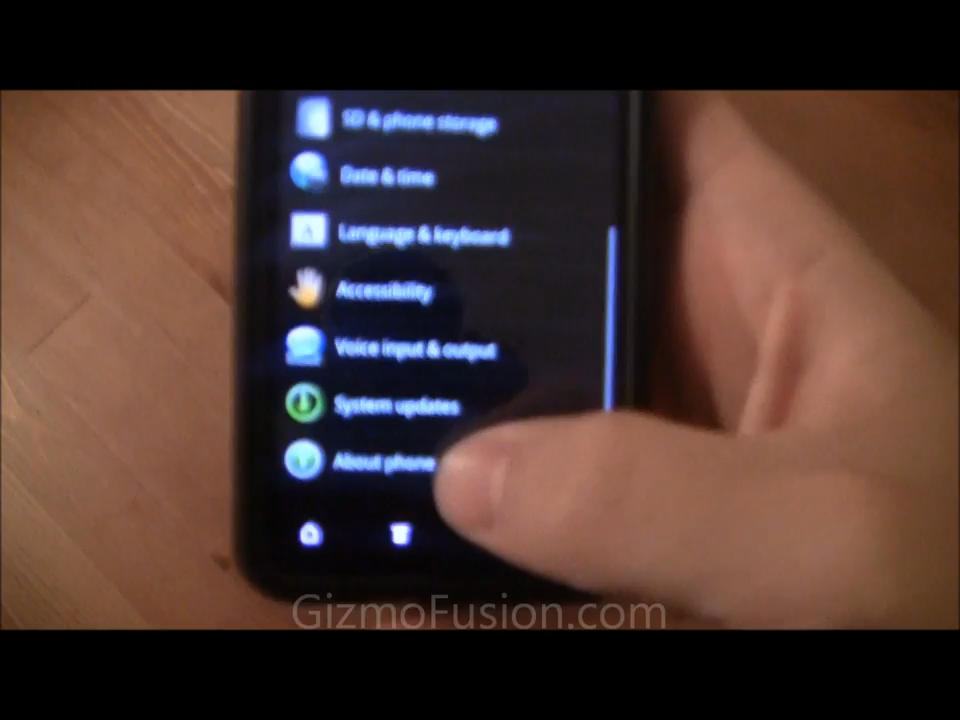 SD & phone storage
Date & time
Language & keyboard
Accessibility
Voice input & output
System updates
About phone
GizmoFusion.com